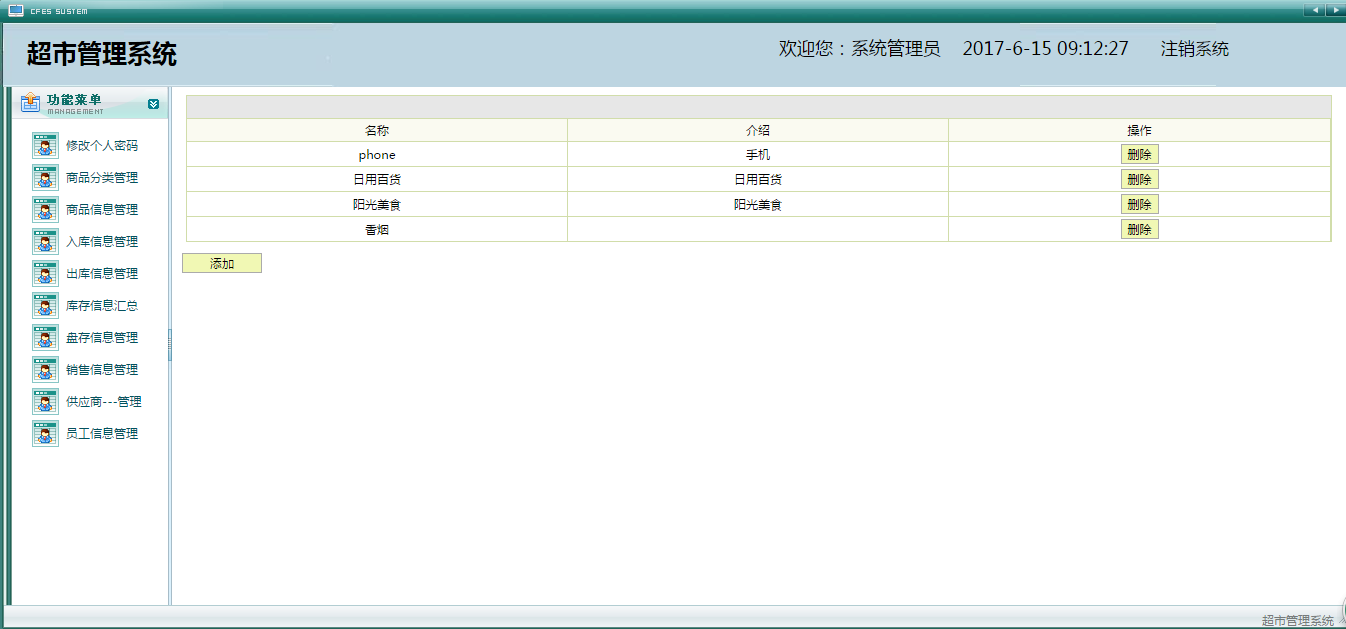 CFES SUSTEM
超市管理系统
欢迎您：系统管理员 2017-6-15 09:12:27 注销系统
功能菜单
MANAGEMENT
修改个人密码
商品分类管理
商品信息管理
入库信息管理
出库信息管理
库存信息汇总
盘存信息管理
销售信息管理
供应商---管理
员工信息管理
名称 介绍 操作
phone 手机 删除
日用百货 日用百货 删除
阳光美食 阳光美食 删除
香烟 删除
添加
超市管理系统